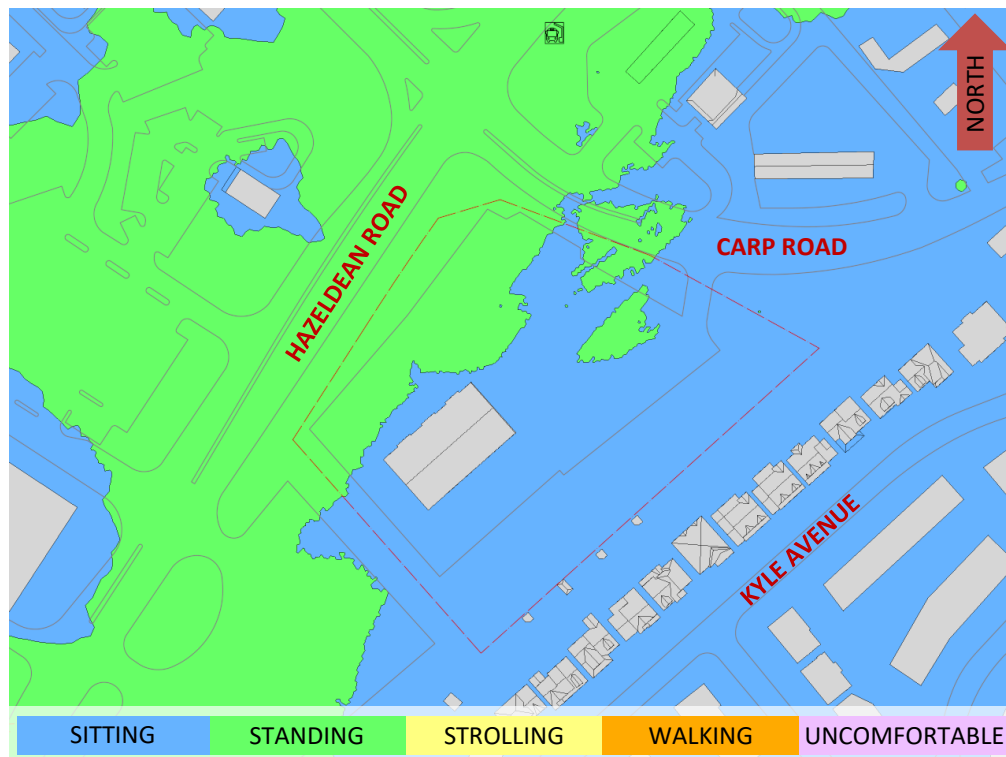 NORTH
HAZELDEAN ROAD
CARP ROAD
KYLE AVENUE
SITTING
STANDING
STROLLING
WALKING
UNCOMFORTABLE